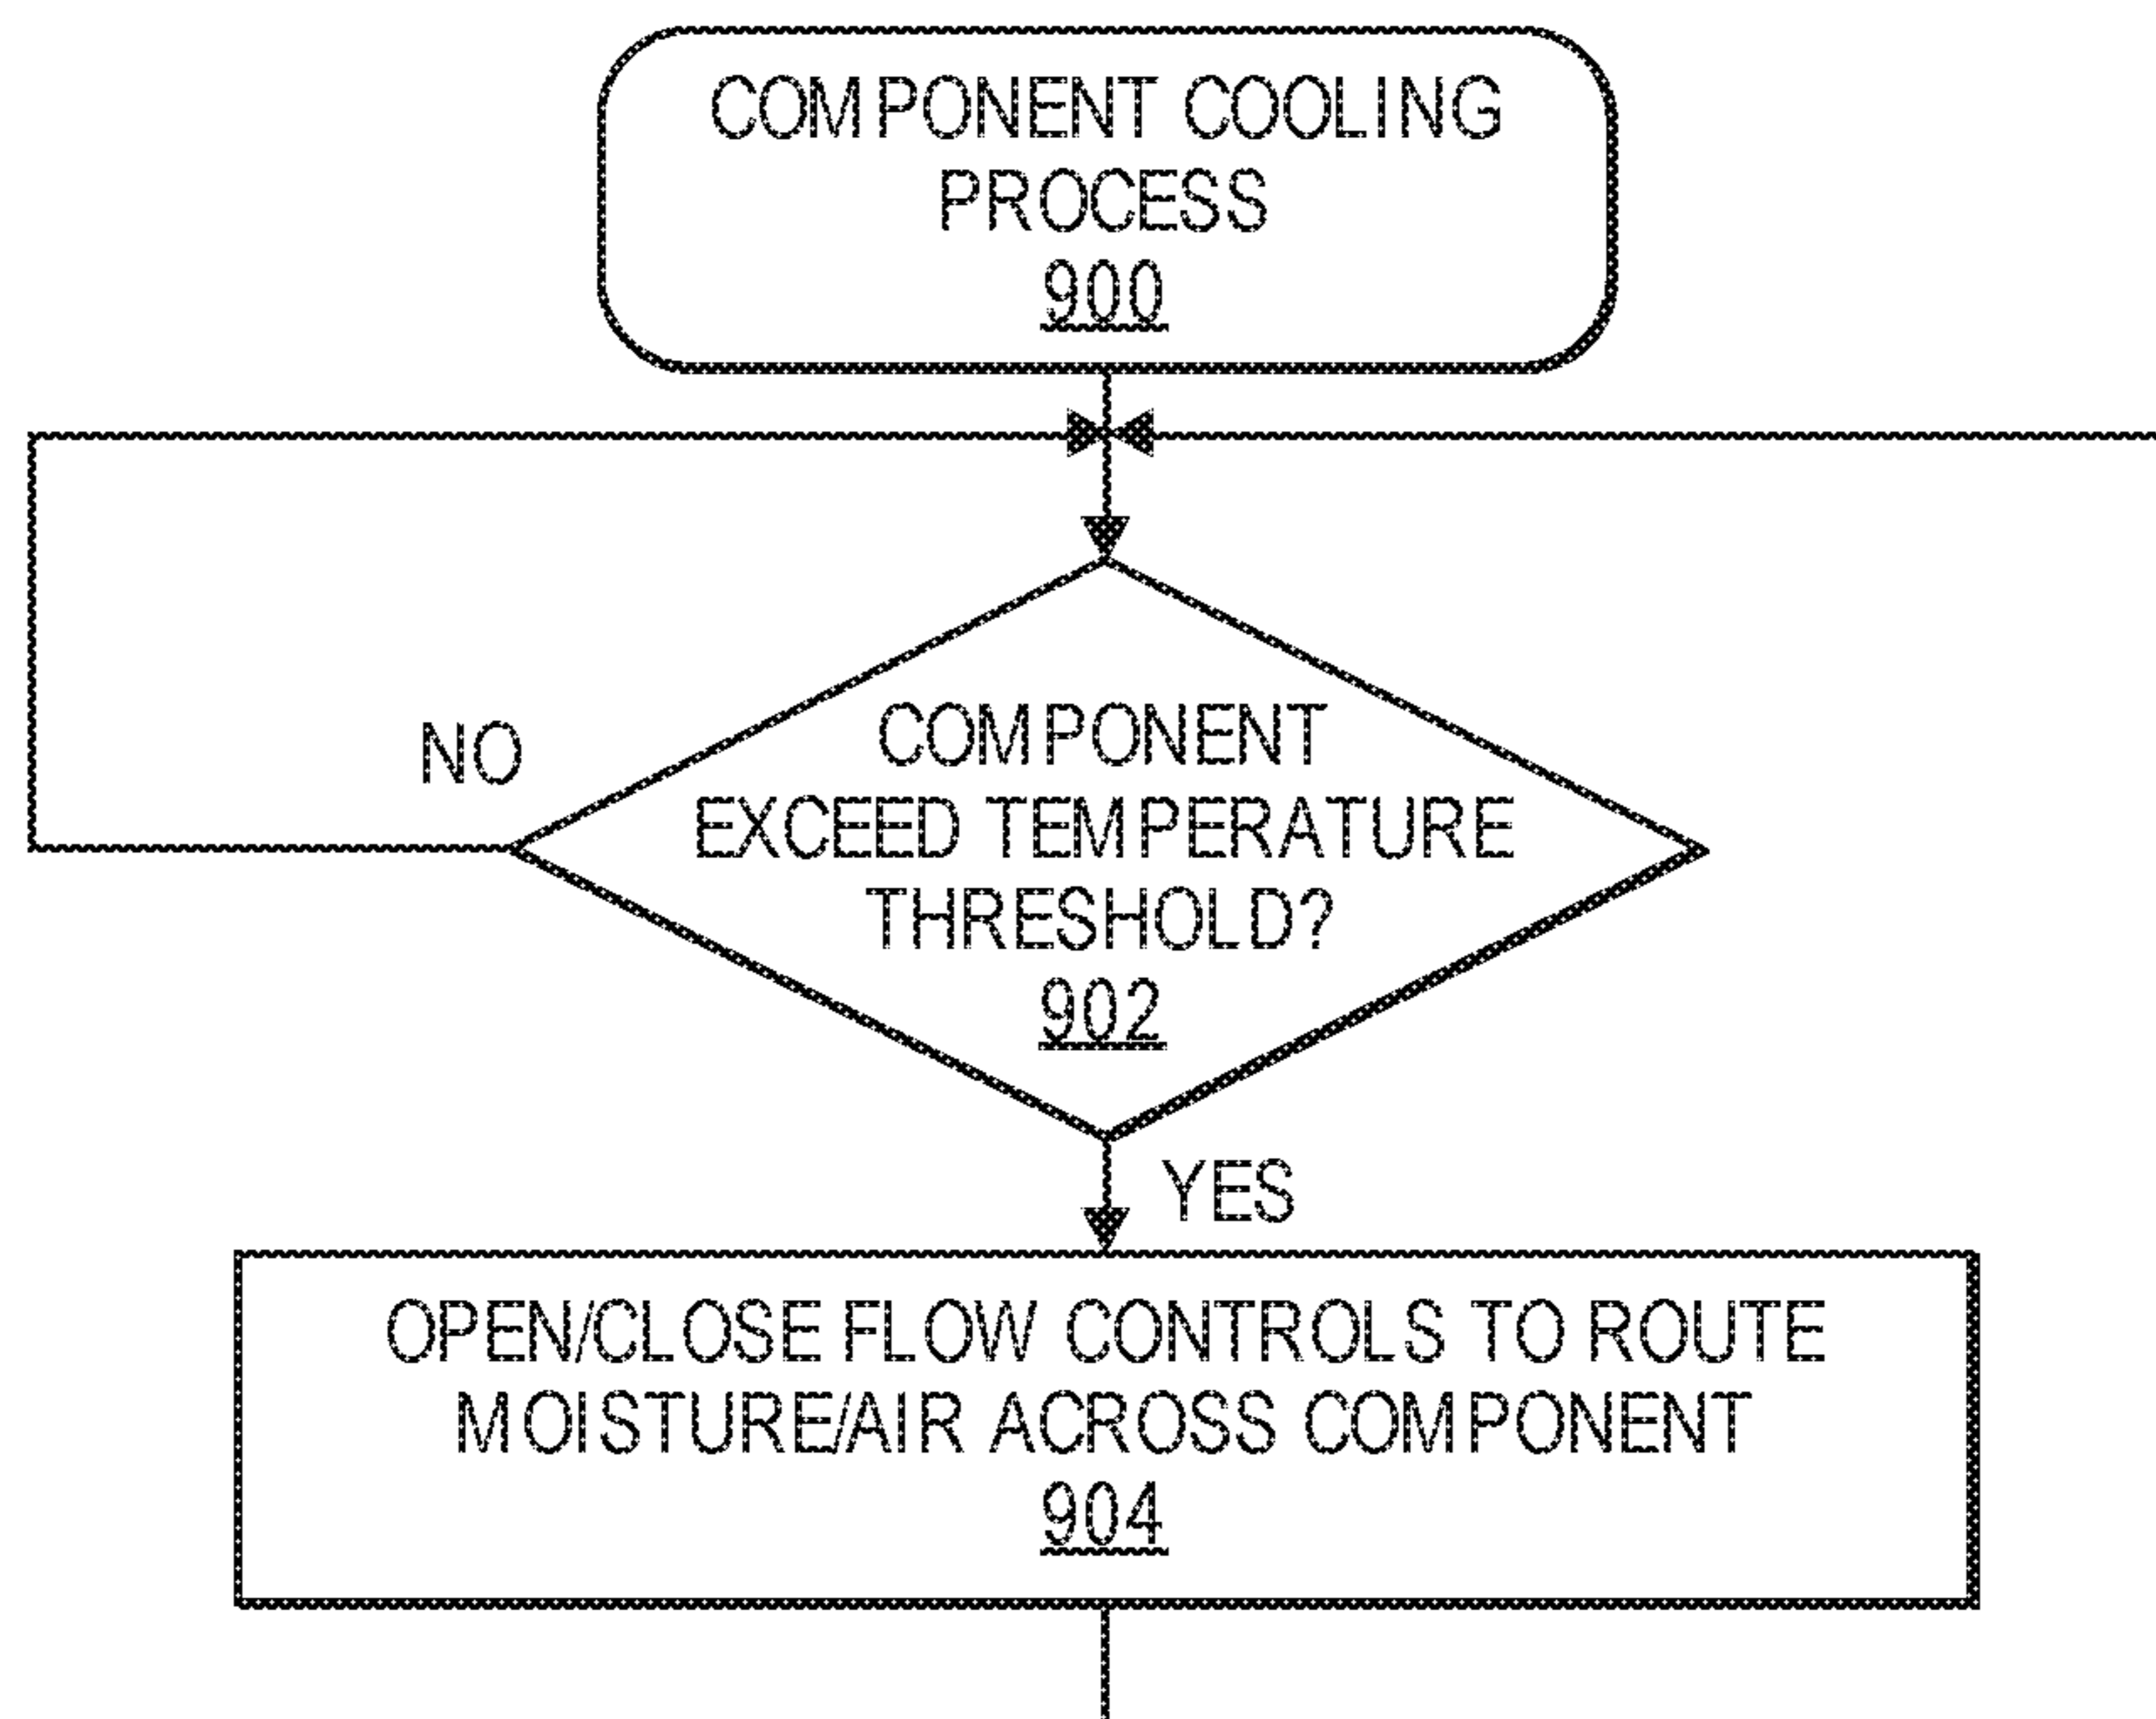 COMPONENT COOLING
PROCESS
900
COMPONENT
EXCEED TEMPERATURE
THRESHOLD?
902
NO
YES
OPEN/CLOSE FLOW CONTROLS TO ROUTE
MOISTURE/AIR ACROSS COMPONENT
904